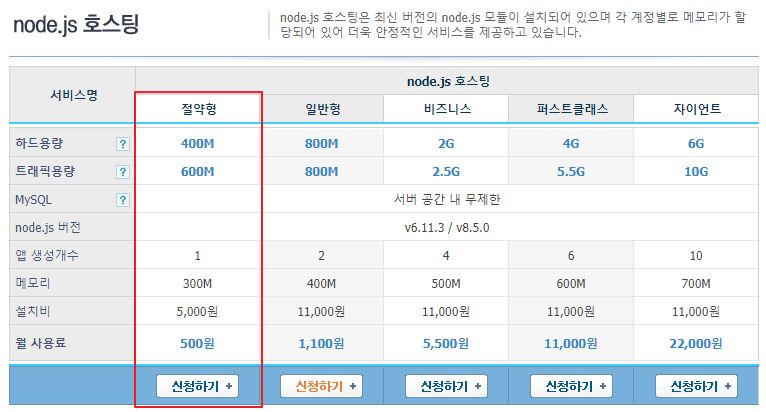 node.js 호스팅
node.js 호스팅은 최신 버전의 node.js 모듈이 설치되어 있으며 각 계정별로 메모리가 할
당되어 있어 더욱 안정적인 서비스를 제공하고 있습니다.
서비스명 node.js 호스팅
절약형 일반형 비즈니스 퍼스트클래스 자이언트
하드용량 ? 400M 800M 2G 4G 6G
트래픽용량 ? 600M 800M 2.5G 5.5G 10G
MySQL ? 서버 공간 내 무제한
node.js 버전 v6.11.3 / v8.5.0
앱 생성개수 1 2 4 6 10
메모리 300M 400M 500M 600M 700M
설치비 5,000원 11,000원 11,000원 11,000원 11,000원
월 사용료 500원 1,100원 5,500원 11,000원 22,000원
신청하기 + 신청하기 + 신청하기 + 신청하기 + 신청하기 +